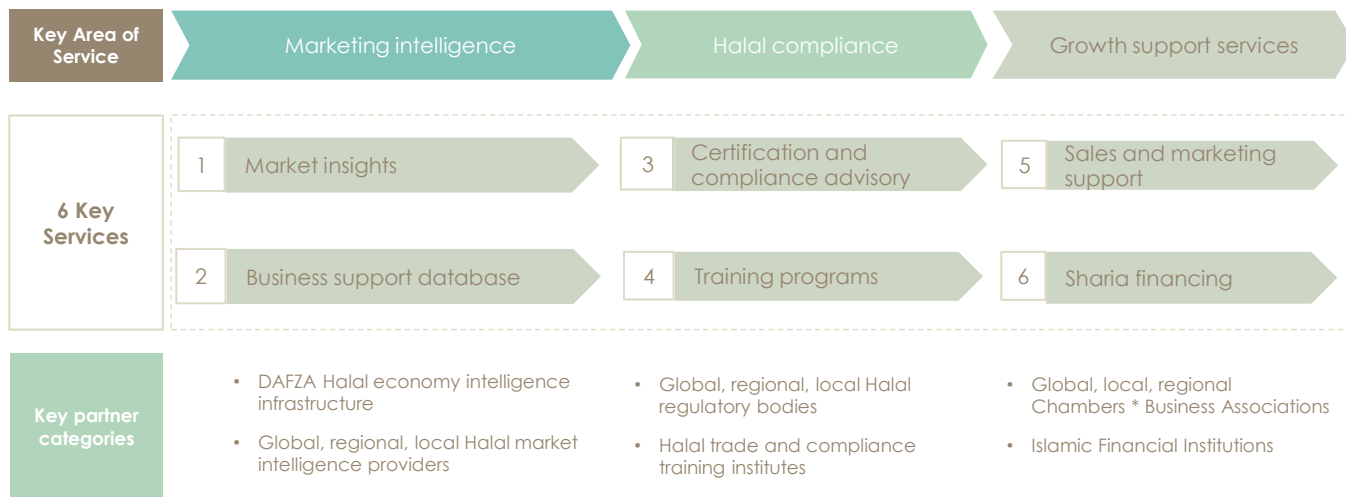 Key Area of
Service
Marketing intelligence
Halal compliance
Growth support services
6 Key
Services
1
Market insights
3
Certification and
compliance advisory
5
Sales and marketing
support
2
Business support database
4
Training programs
6
Sharia financing
Key partner
categories
• DAFZA Halal economy intelligence
infrastructure
• Global, regional, local Halal market
intelligence providers
• Global, regional, local Halal
regulatory bodies
• Halal trade and compliance
training institutes
• Global, local, regional
Chambers * Business Associations
• Islamic Financial Institutions